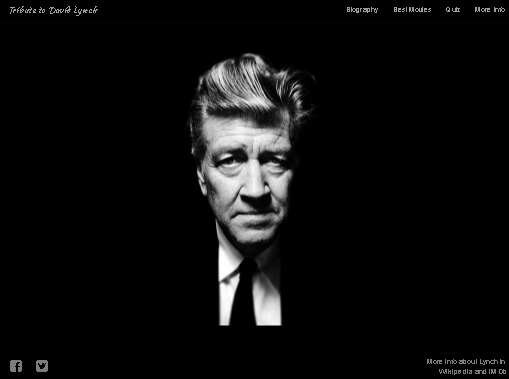 Tribute to David Lynch
Biography Best Movies Quiz More Info
More info about Lynch in
Wikipedia and IMDb